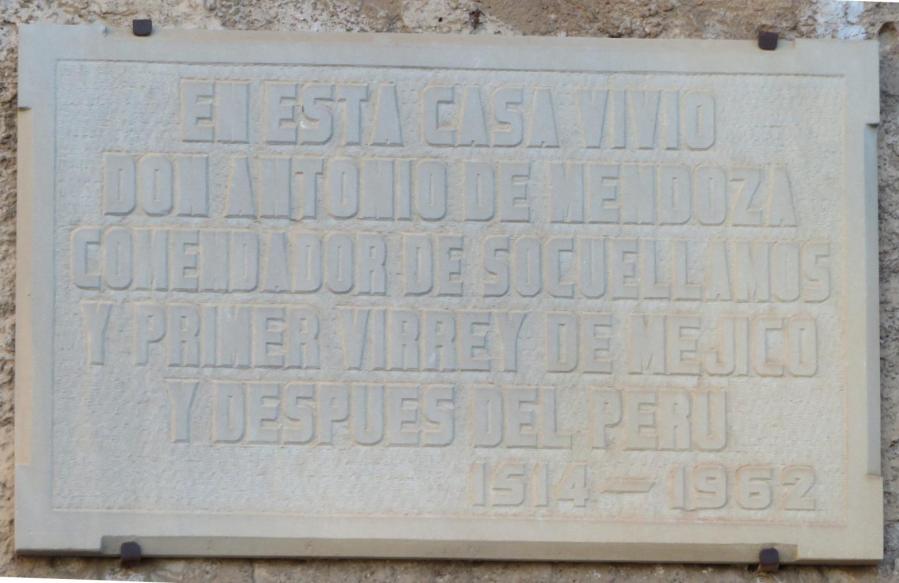 EN ESTA CASA VIVIO
DON ANTONIO DE MENDOZA
COMENDADOR DE SOCUELLAMOS
Y PRIMER VIRREY DE MEJICO
Y DESPUES DEL PERU
1514 - 1962